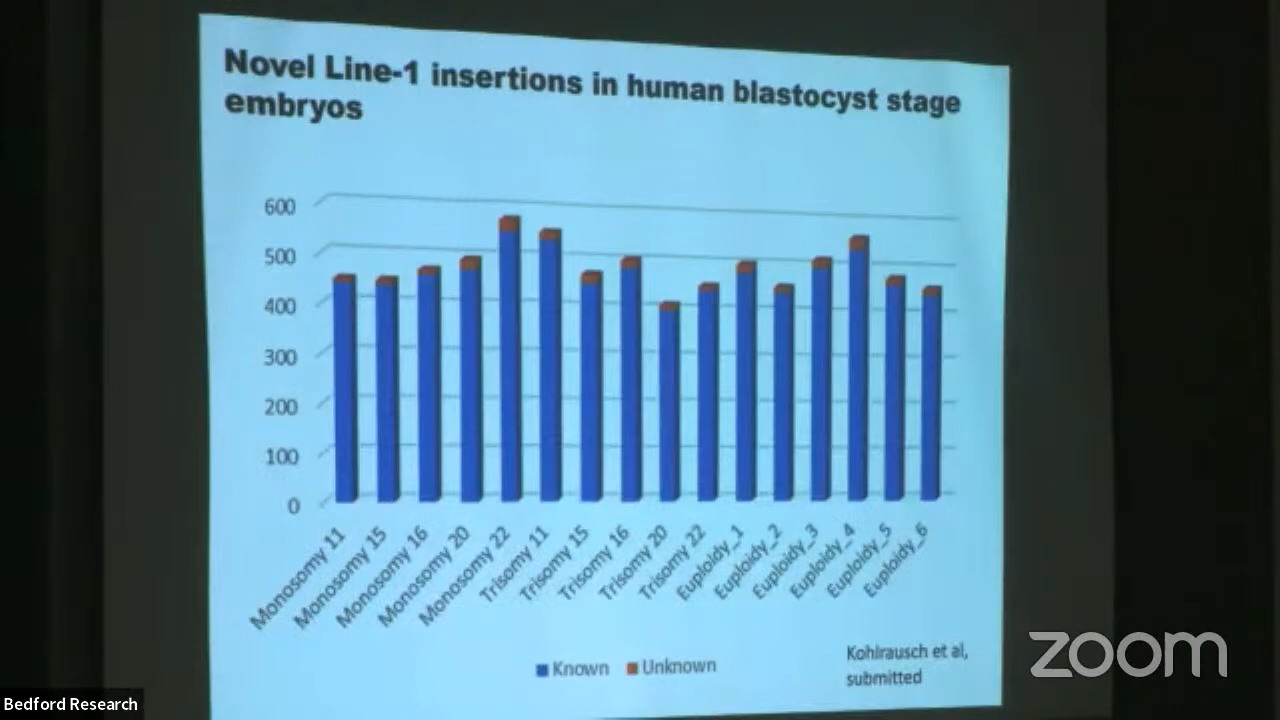 Novel Line-1 insertions in human blastocyst stage
embryos
600
500
400
300
200
100
0
Monosomy 11
Monosomy 15
Monosomy 16
Monosomy 20
Monosomy 22
Trisomy 11
Trisomy 15
Trisomy 16
Trisomy 20
Trisomy 22
Euploidy_1
Euploidy_2
Euploidy_3
Euploidy_4
Euploidy_5
Euploidy_6
Known Unknown
Kohlrausch et al,
submitted
zoom
Bedford Research